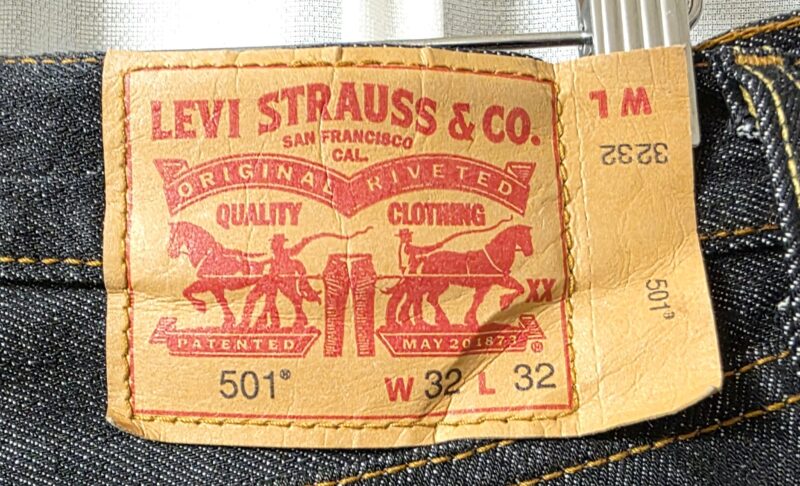 LEVI STRAUSS & CO.
SAN FRANCISCO
CAL.
ORIGINAL RIVETED
QUALITY CLOTHING
XX
PATENTED MAY 20 1873 ®
501® W 32 L 32
W L
3232
501®